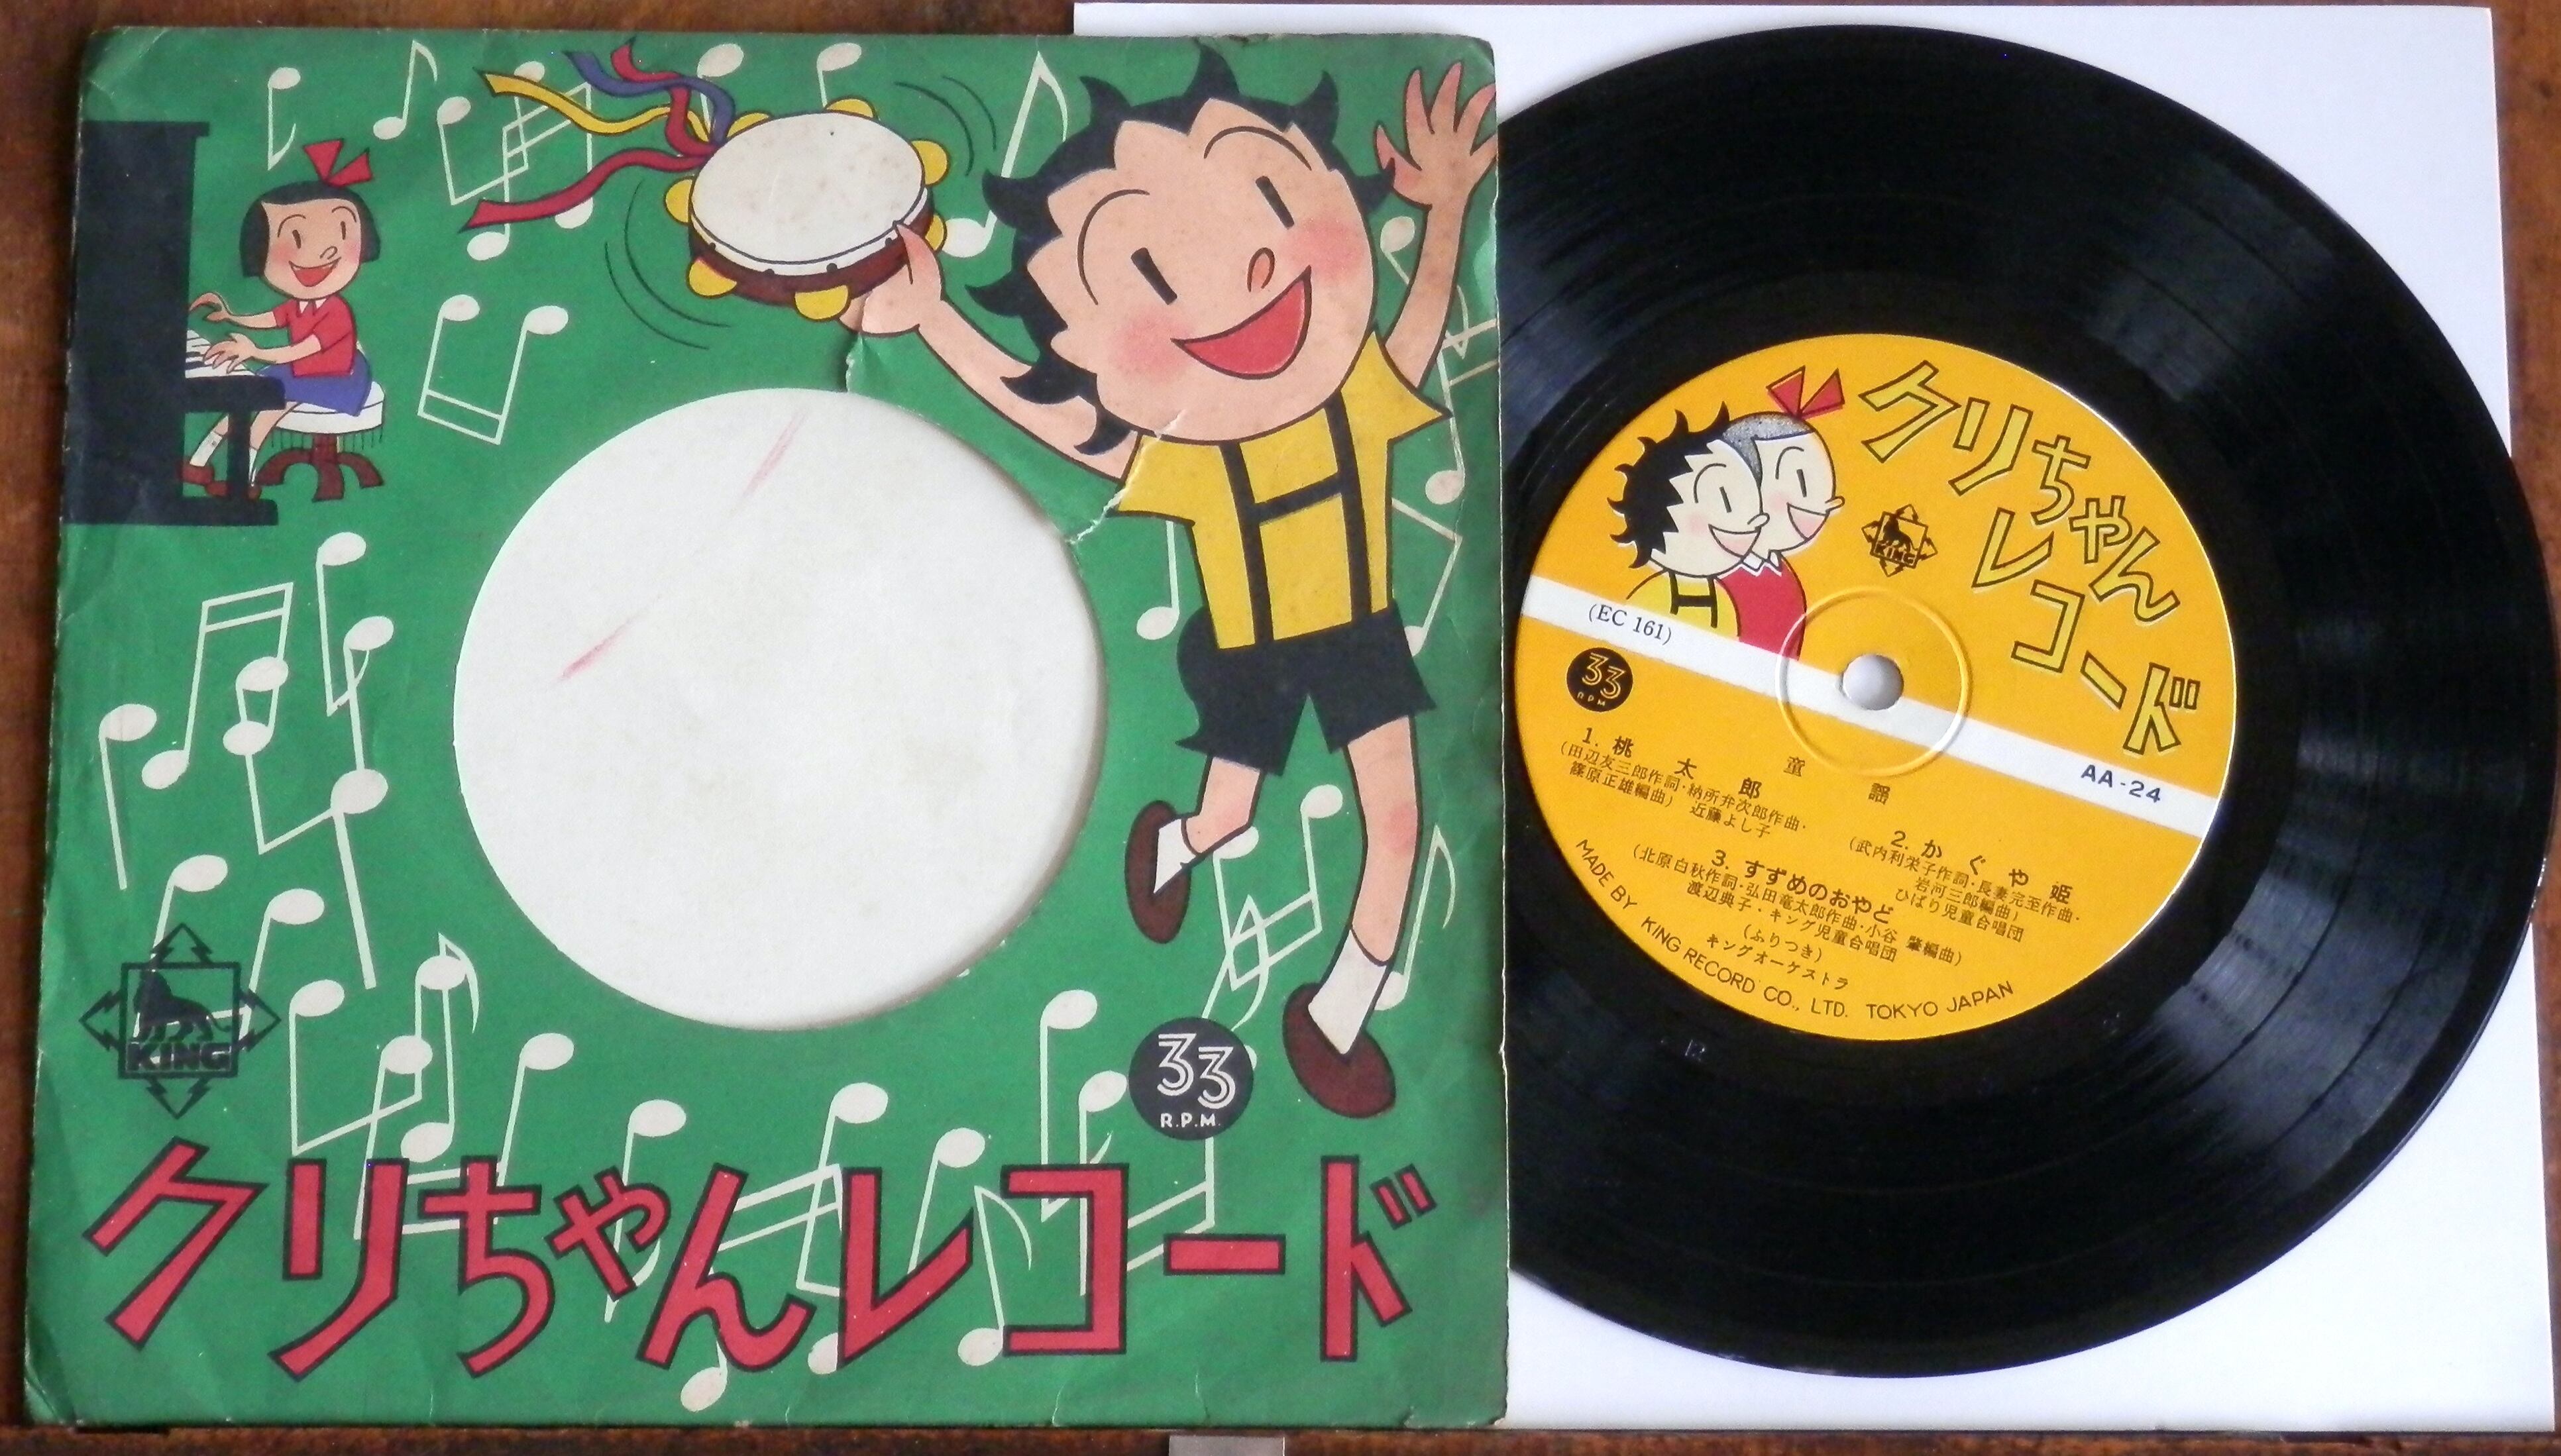 KING
33
R.P.M.
クリちゃんレコード
クリちゃん
レコード
KING
(EC 161)
33
R.P.M
AA-24
童謡
1. 桃太郎
(田辺友三郎作詞・納所弁次郎作曲・
篠原正雄編曲) 近藤よし子
2. かぐや姫
(武内利栄子作詞・長妻元至作曲・
岩河三郎編曲)
ひばり児童合唱団
3. すずめのおやど
(北原白秋作詞・弘田竜太郎作曲・小谷 肇編曲)
渡辺典子・キング児童合唱団
(ふりつき)
キングオーケストラ
MADE BY KING RECORD CO., LTD. TOKYO JAPAN